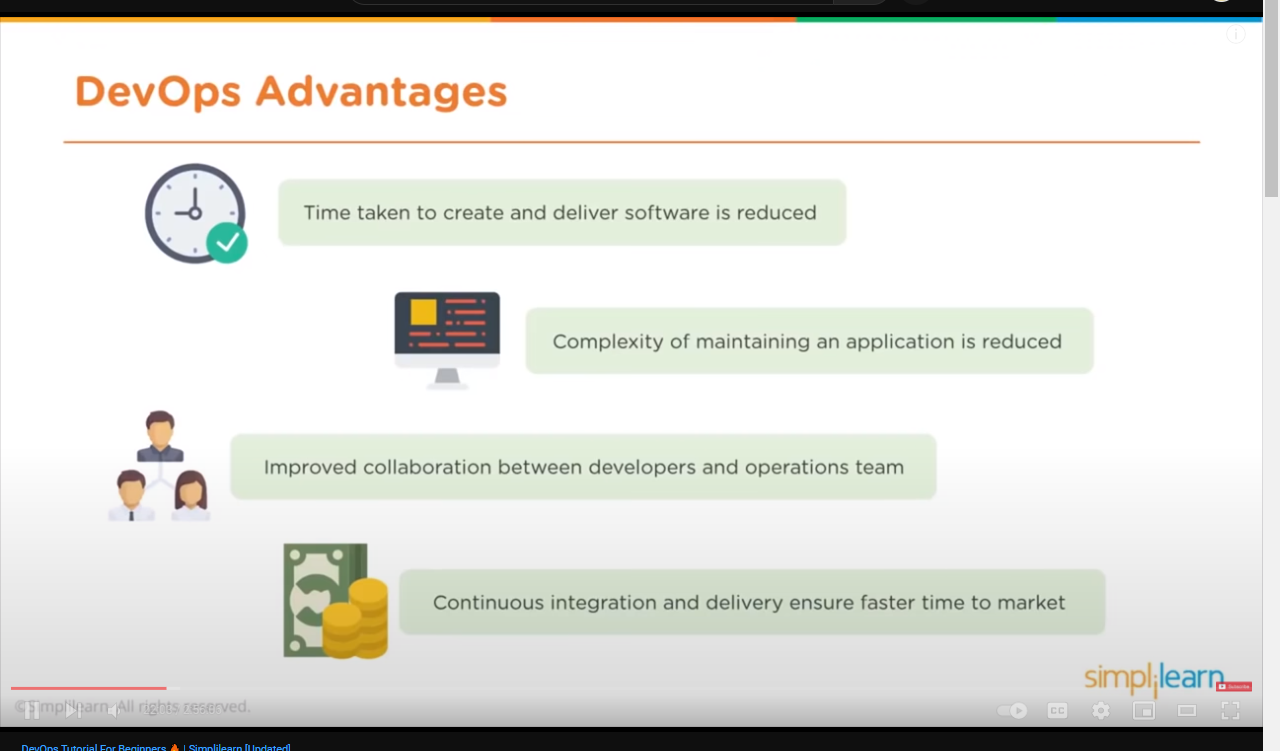 DevOps Advantages
Time taken to create and deliver software is reduced
Complexity of maintaining an application is reduced
Improved collaboration between developers and operations team
Continuous integration and delivery ensure faster time to market
simplilearn
Subscribe
©Simplilearn. All rights reserved.
CC
DevOps Tutorial For Beginners 🔥 | Simplilearn [Updated]